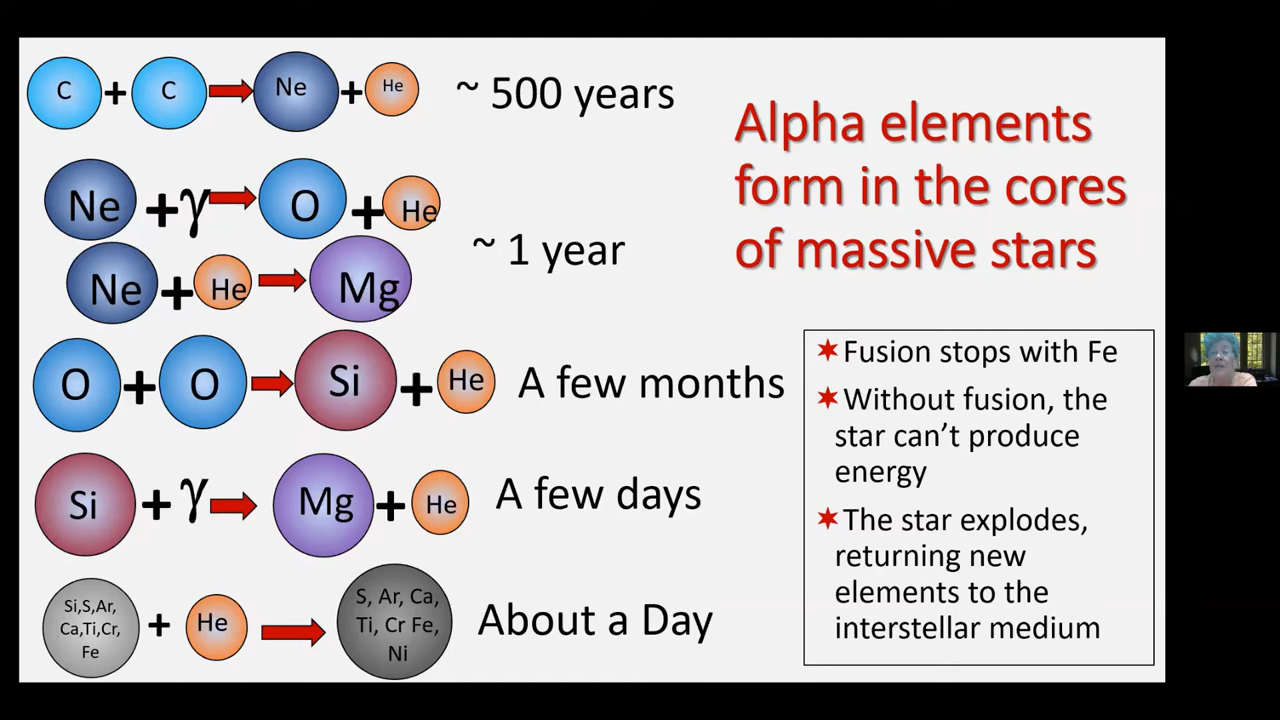 C + C Ne + He ~ 500 years
Alpha elements
form in the cores
of massive stars
Ne +γ O + He
~ 1 year
Ne + He Mg
O + O Si + He A few months
Si + γ Mg + He A few days
Si,S,Ar,
Ca,Ti,Cr,
Fe
+ He
S, Ar, Ca,
Ti, Cr Fe,
Ni
About a Day
Fusion stops with Fe
Without fusion, the
star can’t produce
energy
The star explodes,
returning new
elements to the
interstellar medium